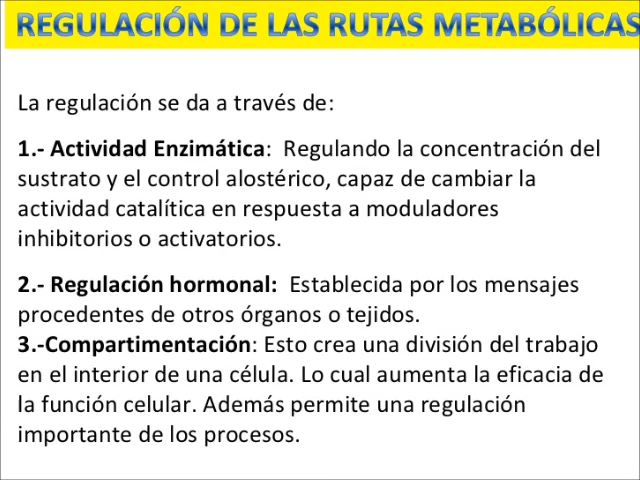 REGULACIÓN DE LAS RUTAS METABÓLICAS
La regulación se da a través de:
1.- Actividad Enzimática:  Regulando la concentración del
sustrato y el control alostérico, capaz de cambiar la
actividad catalítica en respuesta a moduladores
inhibitorios o activatorios.
2.- Regulación hormonal:  Establecida por los mensajes
procedentes de otros órganos o tejidos.
3.-Compartimentación: Esto crea una división del trabajo
en el interior de una célula. Lo cual aumenta la eficacia de
la función celular. Además permite una regulación
importante de los procesos.